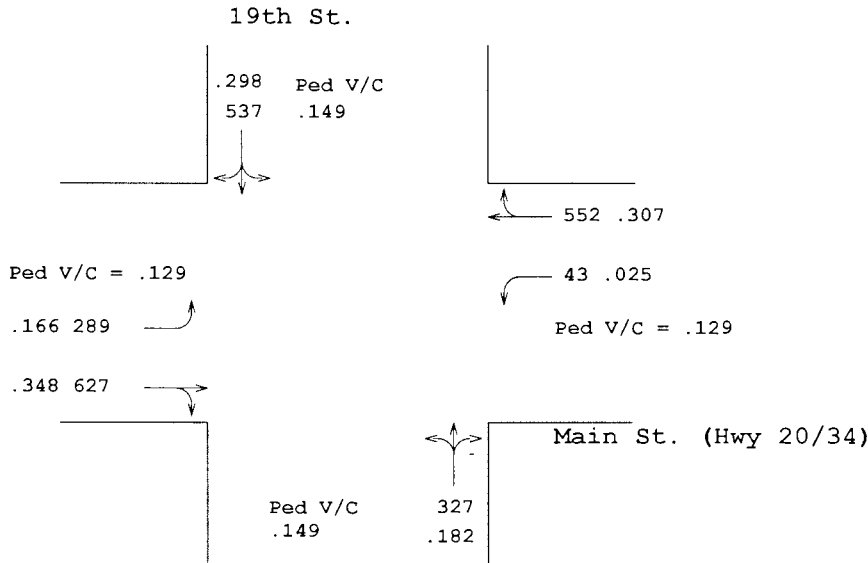 19th St.
.298 Ped V/C
537 .149
552 .307
Ped V/C = .129
43 .025
.166 289
Ped V/C = .129
.348 627
Main St. (Hwy 20/34)
Ped V/C 327
.149 .182